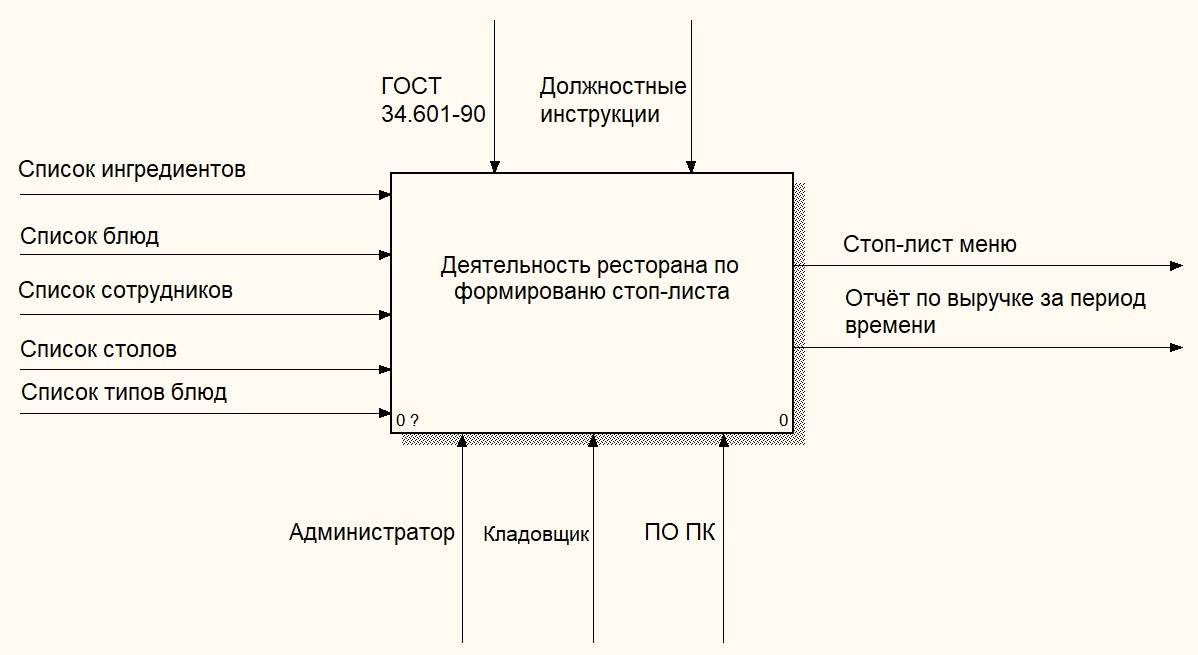 ГОСТ
34.601-90
Должностные
инструкции
Список ингредиентов
Список блюд
Список сотрудников
Список столов
Список типов блюд
Деятельность ресторана по
формированю стоп-листа
0 ?
0
Стоп-лист меню
Отчёт по выручке за период
времени
Администратор
Кладовщик
ПО ПК